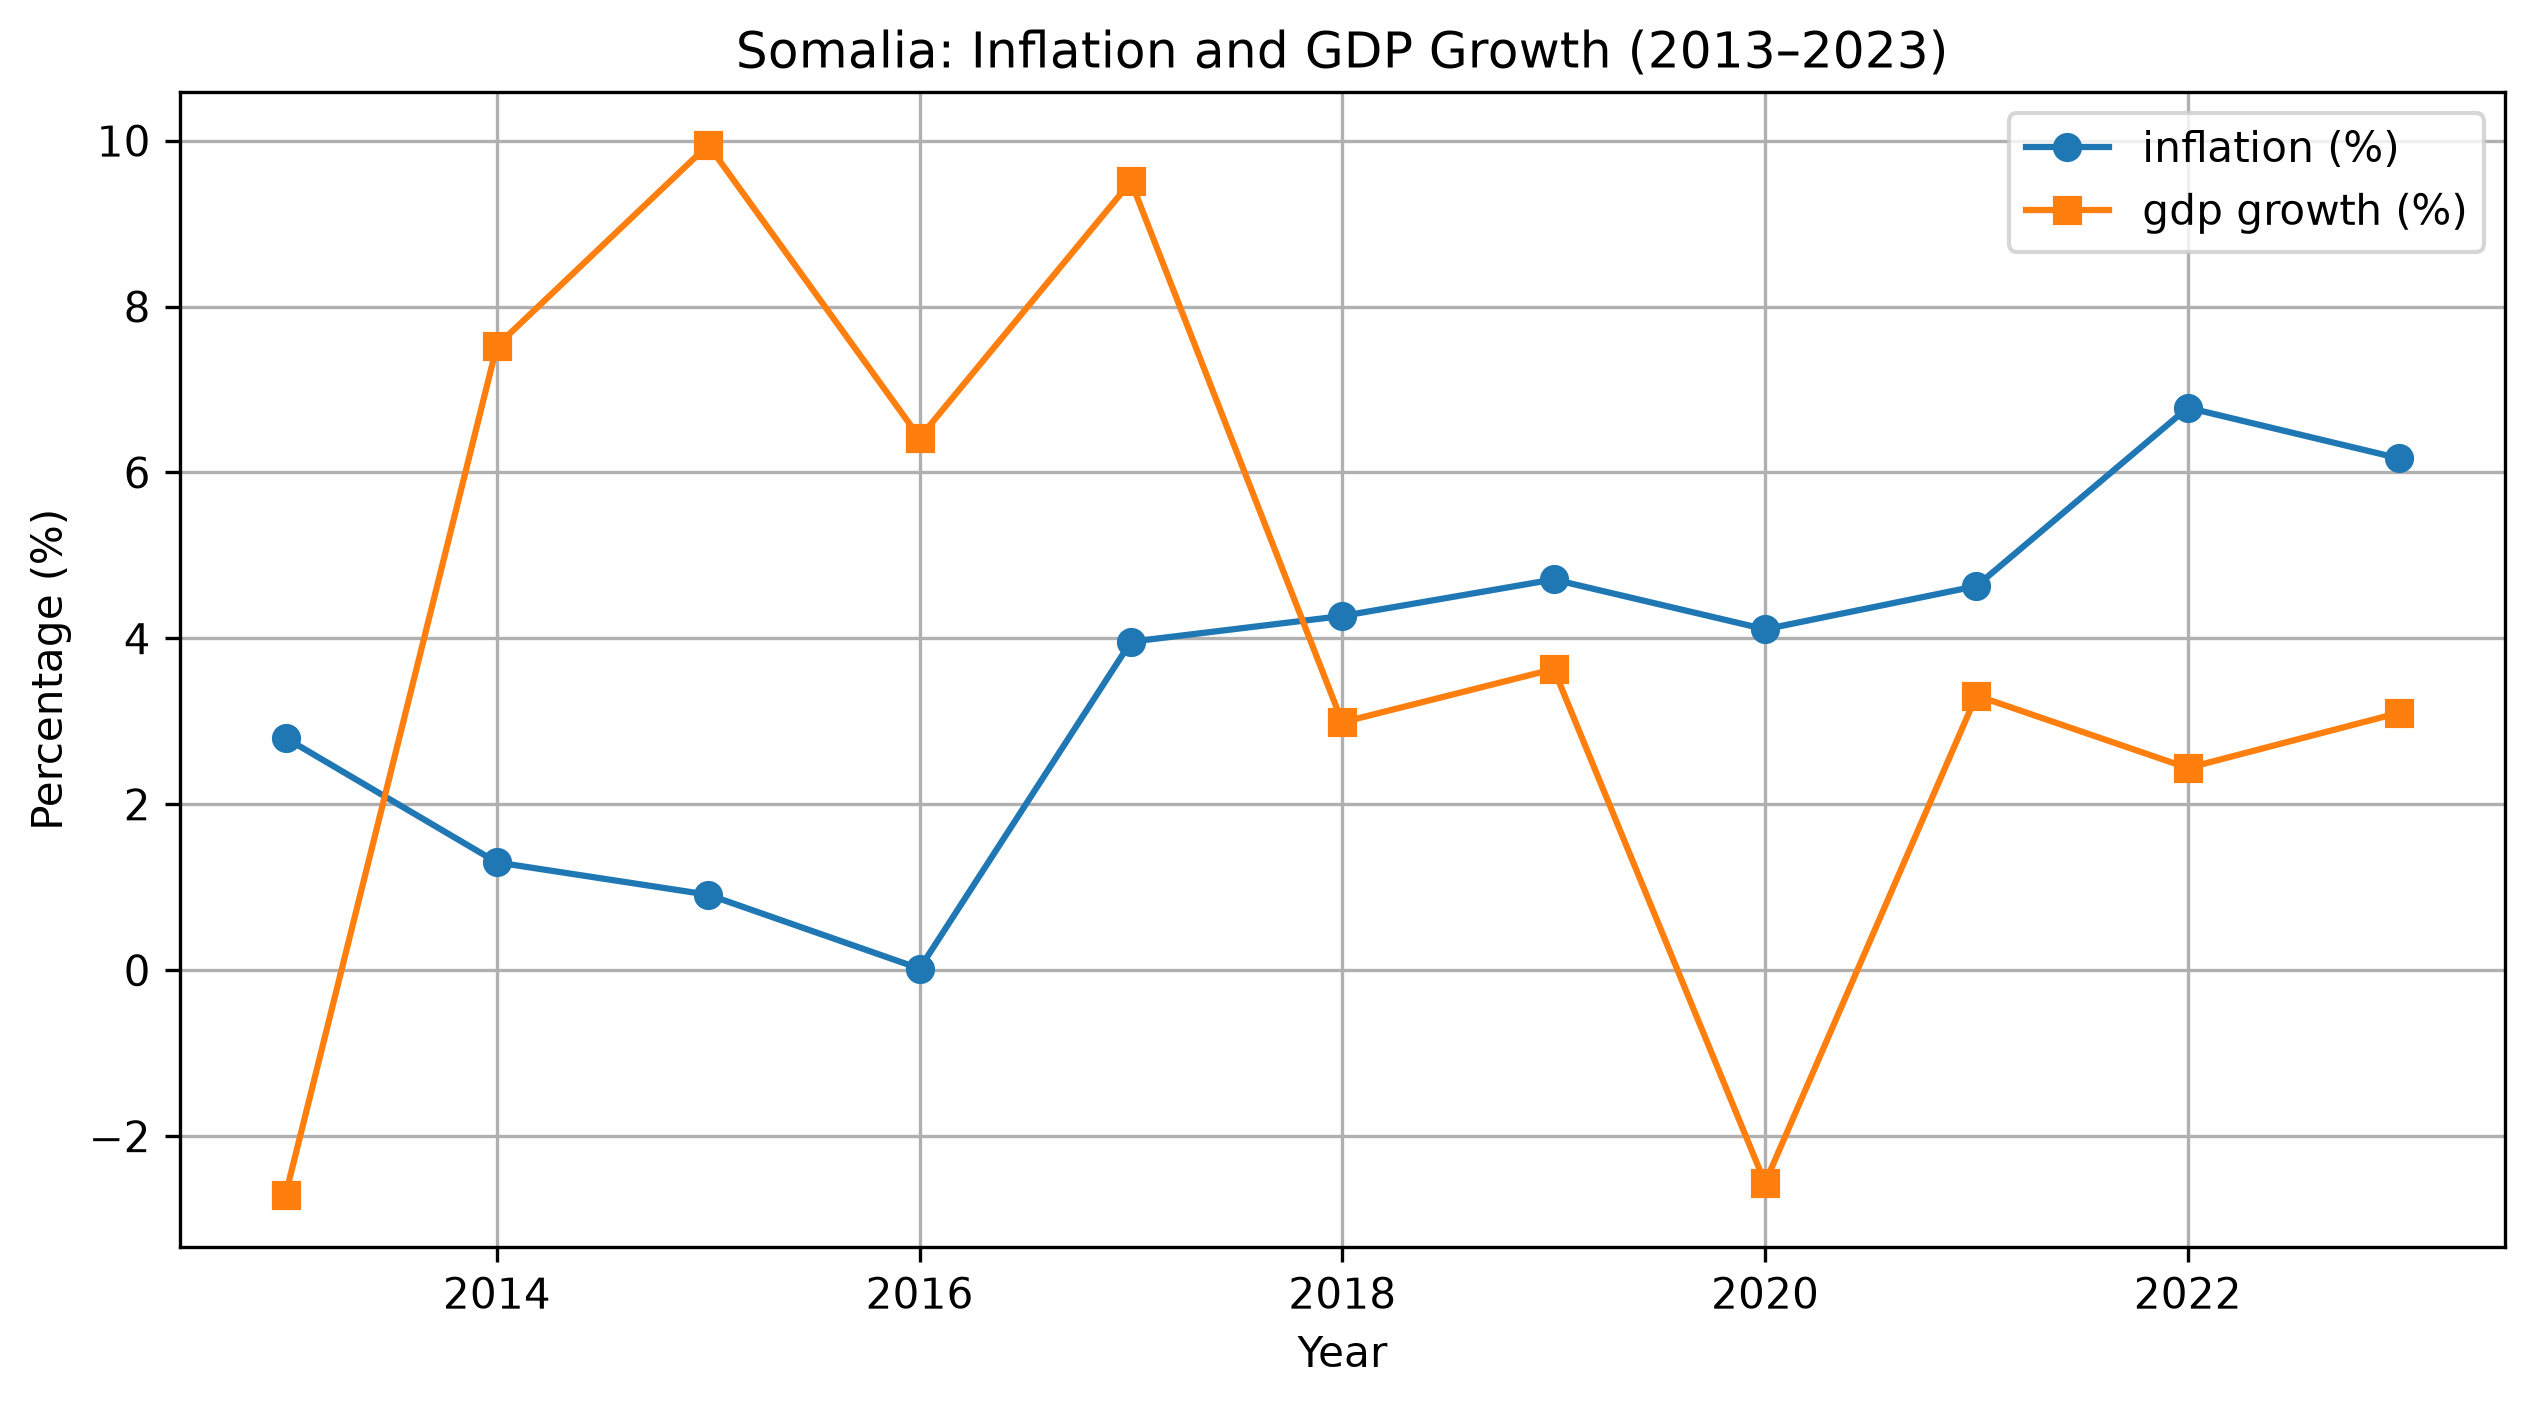 Somalia: Inflation and GDP Growth (2013–2023)
inflation (%)
gdp growth (%)
Percentage (%)
10
8
6
4
2
0
−2
2014 2016 2018 2020 2022
Year